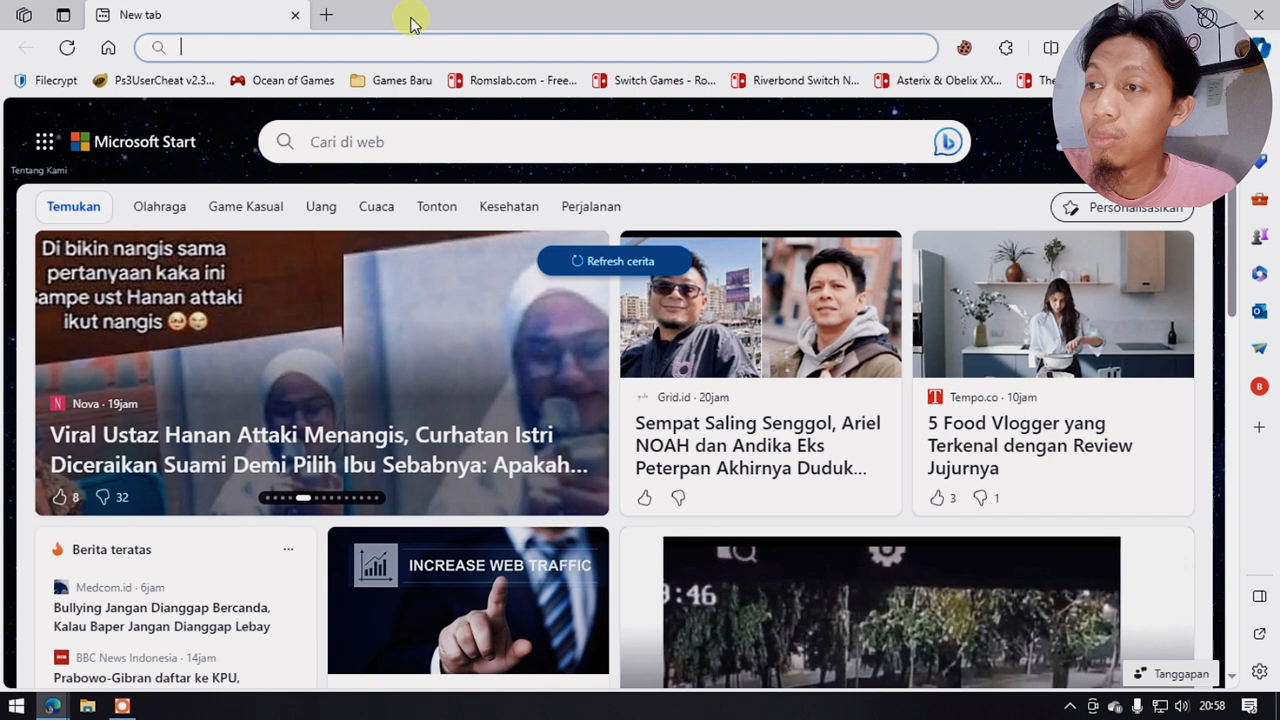 New tab
Filecrypt
Ps3UserCheat v2.3...
Ocean of Games
Games Baru
Romslab.com - Free...
Switch Games - Ro...
Riverbond Switch N...
Asterix & Obelix XX...
Microsoft Start
Cari di web
Tentang Kami
Temukan
Olahraga
Game Kasual
Uang
Cuaca
Tonton
Kesehatan
Perjalanan
Personalisasikan
Refresh cerita
Di bikin nangis sama
pertanyaan kaka ini
Sampe ust Hanan attaki
ikut nangis
Nova · 19jam
Viral Ustaz Hanan Attaki Menangis, Curhatan Istri
Diceraikan Suami Demi Pilih Ibu Sebabnya: Apakah...
8
32
Grid.id · 20jam
Sempat Saling Senggol, Ariel
NOAH dan Andika Eks
Peterpan Akhirnya Duduk...
Tempo.co · 10jam
5 Food Vlogger yang
Terkenal dengan Review
Jujurnya
3
1
Berita teratas
Medcom.id · 6jam
Bullying Jangan Dianggap Bercanda,
Kalau Baper Jangan Dianggap Lebay
BBC News Indonesia · 14jam
Prabowo-Gibran daftar ke KPU,
INCREASE WEB TRAFFIC
:46
Tanggapan
20:58